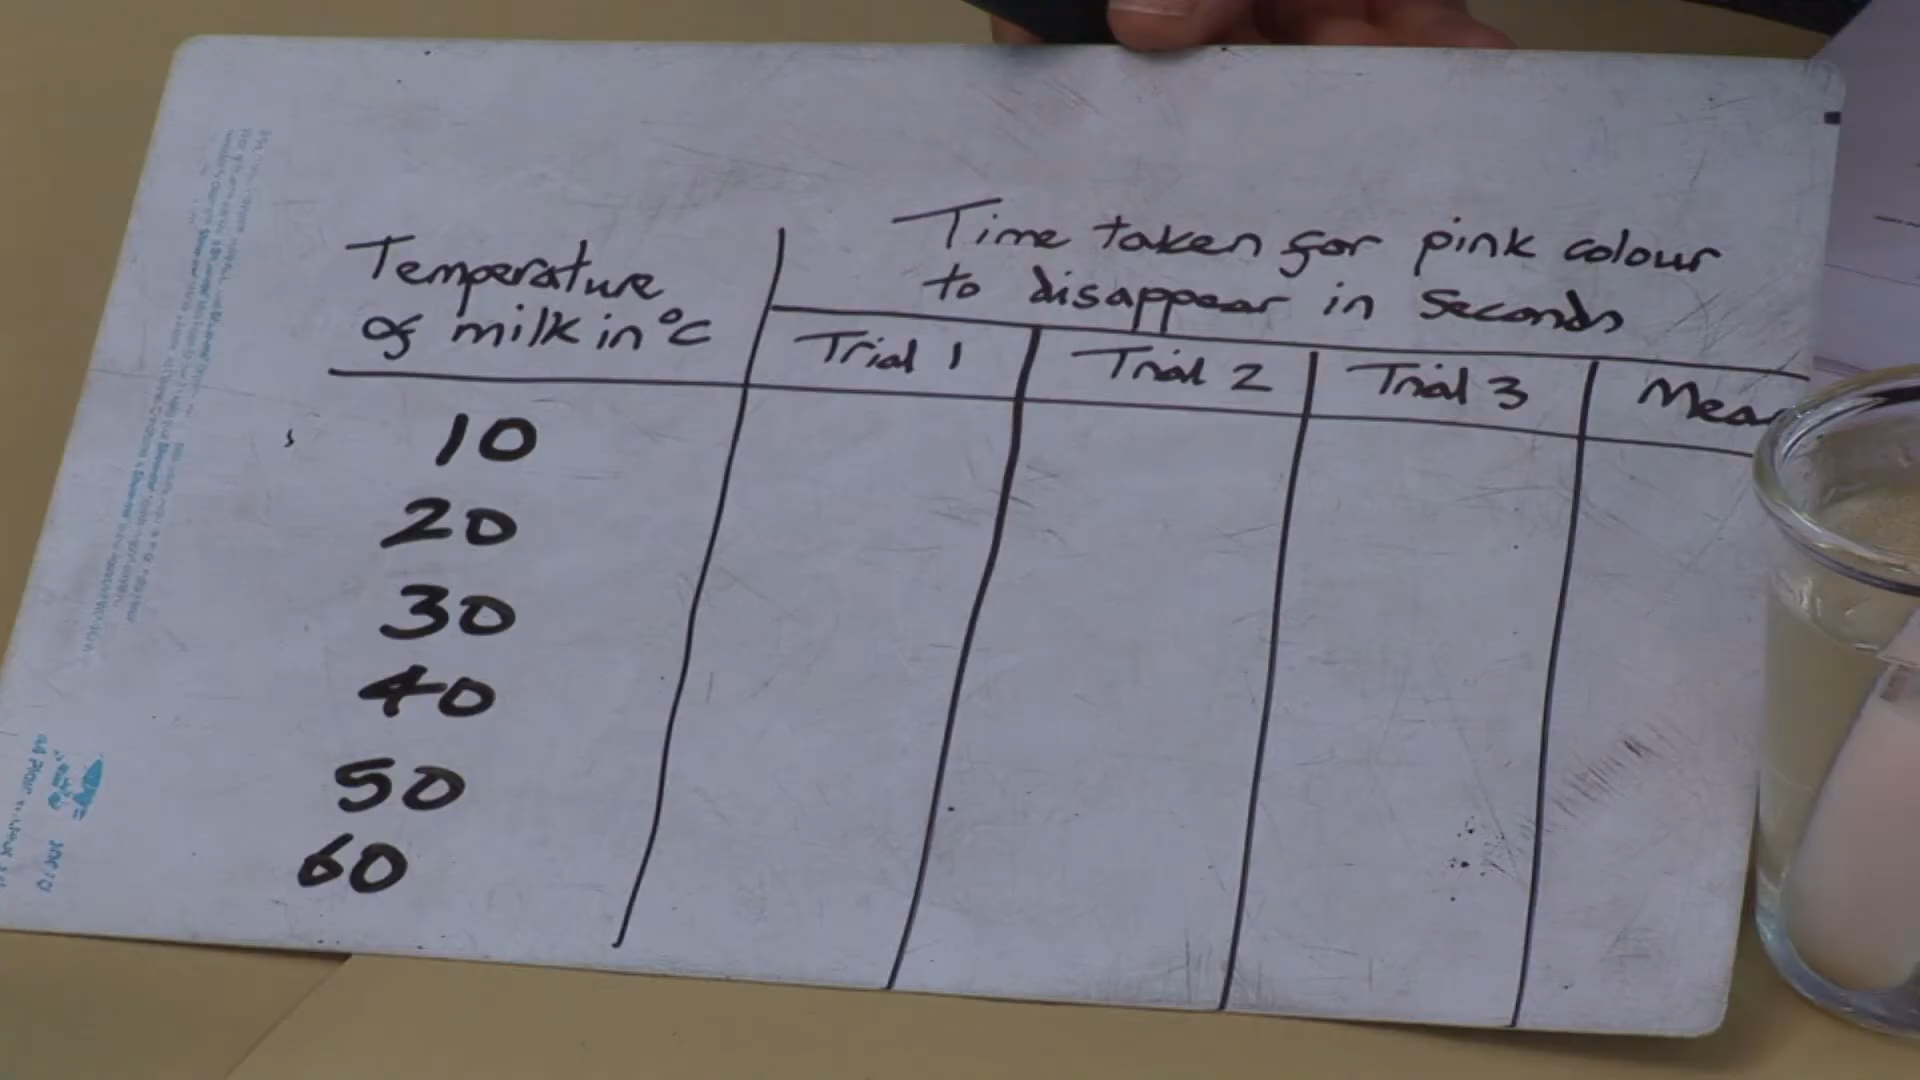 Time taken for pink colour
to disappear in Seconds
Temperature
of milk in °C
Trial 1 Trial 2 Trial 3 Mea
10
20
30
40
50
60